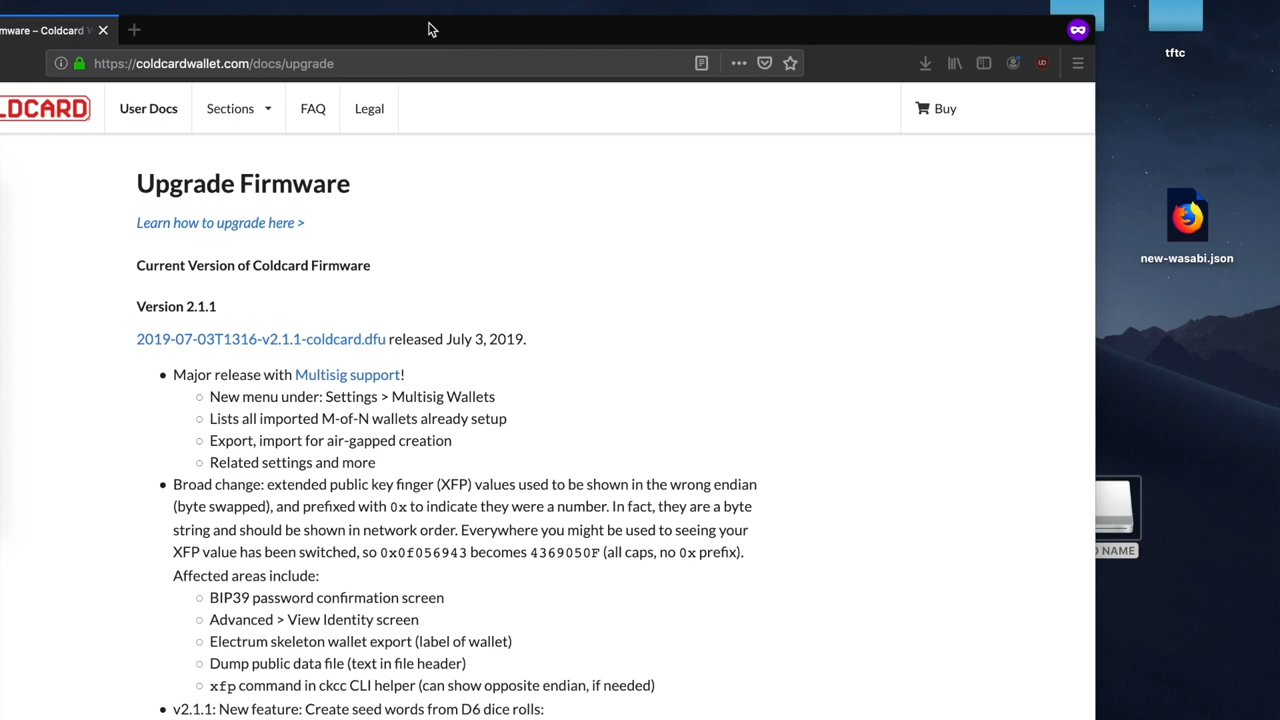 mware – Coldcard W
tftc
https://coldcardwallet.com/docs/upgrade
UD
LDCARD
User Docs
Sections
FAQ
Legal
Buy
Upgrade Firmware
Learn how to upgrade here >
Current Version of Coldcard Firmware
Version 2.1.1
2019-07-03T1316-v2.1.1-coldcard.dfu released July 3, 2019.
• Major release with Multisig support!
○ New menu under: Settings > Multisig Wallets
○ Lists all imported M-of-N wallets already setup
○ Export, import for air-gapped creation
○ Related settings and more
• Broad change: extended public key finger (XFP) values used to be shown in the wrong endian
(byte swapped), and prefixed with 0x to indicate they were a number. In fact, they are a byte
string and should be shown in network order. Everywhere you might be used to seeing your
XFP value has been switched, so 0x0f056943 becomes 4369050F (all caps, no 0x prefix).
Affected areas include:
○ BIP39 password confirmation screen
○ Advanced > View Identity screen
○ Electrum skeleton wallet export (label of wallet)
○ Dump public data file (text in file header)
○ xfp command in ckcc CLI helper (can show opposite endian, if needed)
• v2.1.1: New feature: Create seed words from D6 dice rolls:
new-wasabi.json
O NAME